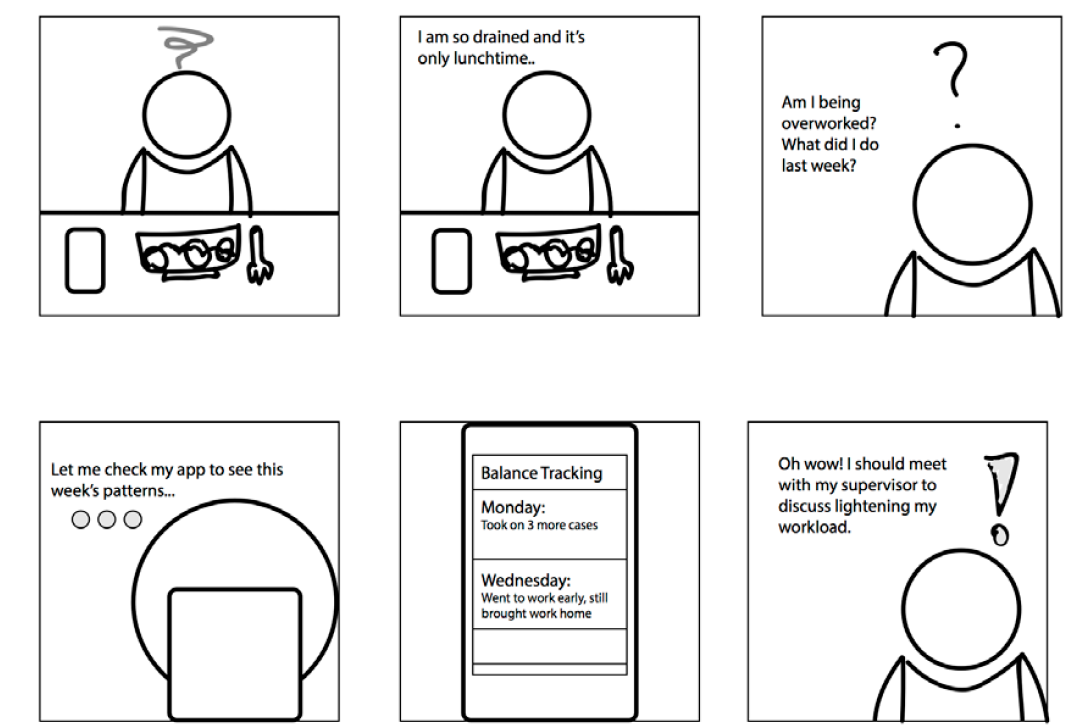 I am so drained and it's
only lunchtime..
Am I being
overworked?
What did I do
last week?
Let me check my app to see this
week's patterns...
Balance Tracking
Monday:
Took on 3 more cases
Wednesday:
Went to work early, still
brought work home
Oh wow! I should meet
with my supervisor to
discuss lightening my
workload.